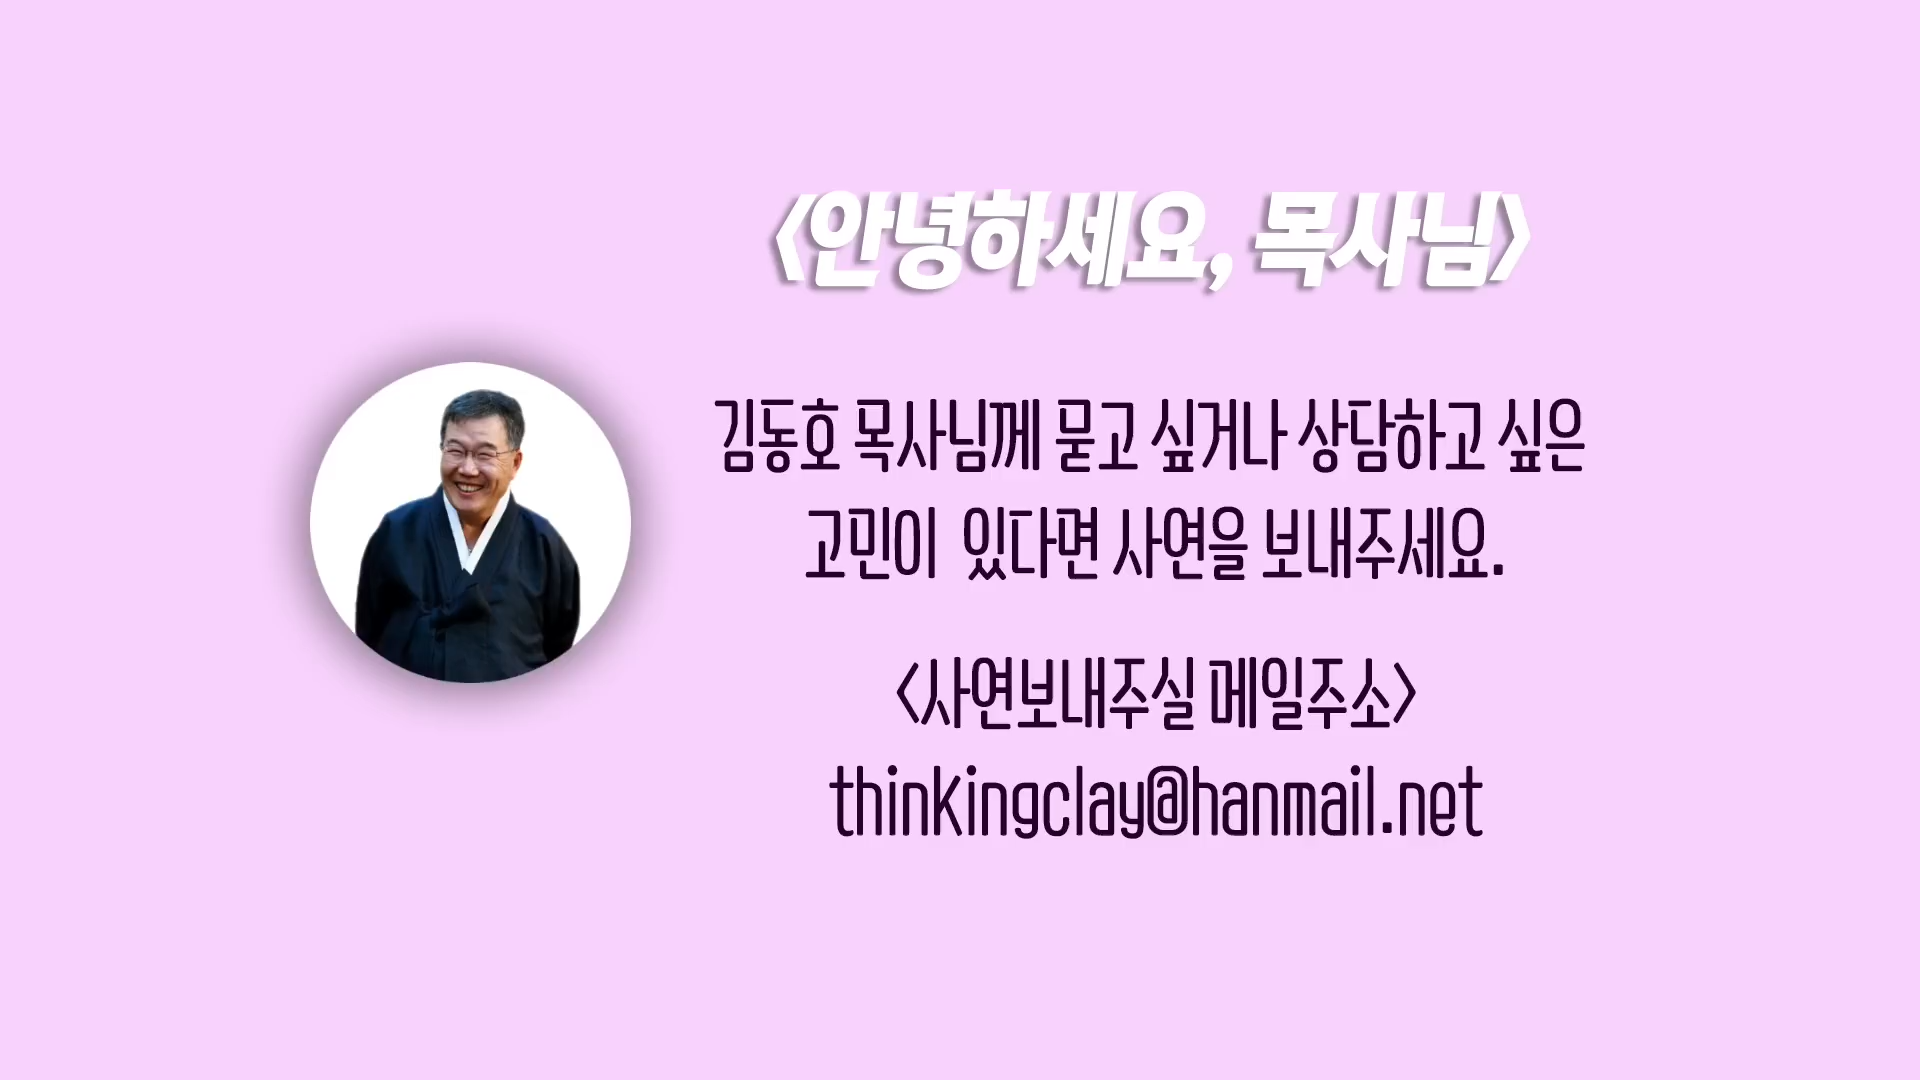 <안녕하세요, 목사님>
김동호 목사님께 묻고 싶거나 상담하고 싶은
고민이 있다면 사연을 보내주세요.
<사연보내주실 메일주소>
thinkingclay@hanmail.net